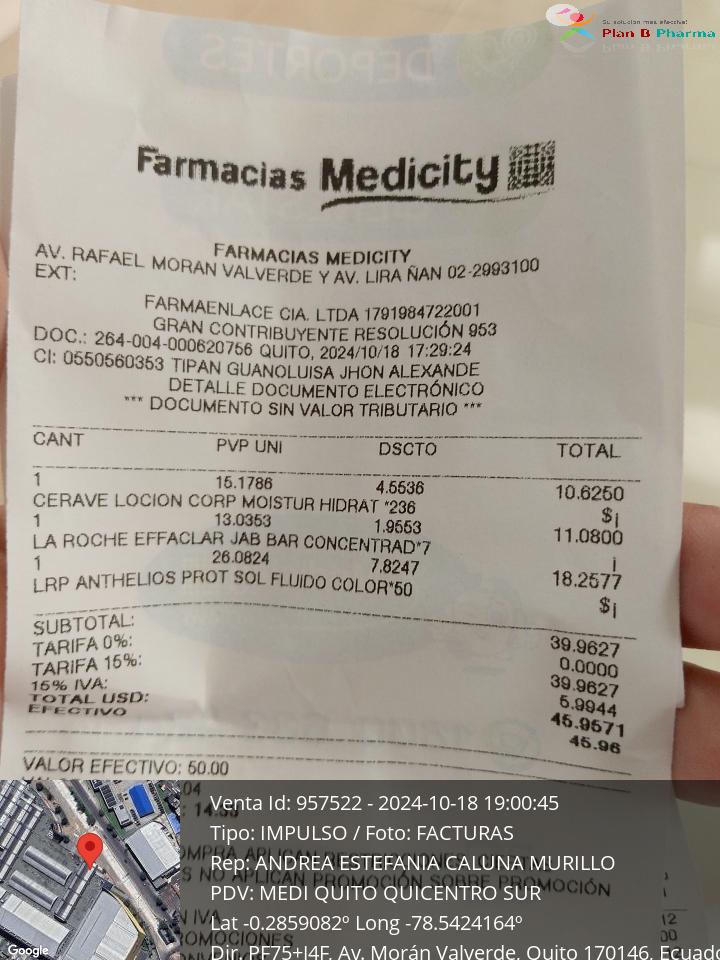 Su solución más efectiva!
Plan B Pharma
Farmacias Medicity
FARMACIAS MEDICITY
AV. RAFAEL MORAN VALVERDE Y AV. LIRA ÑAN 02-2993100
EXT:
FARMAENLACE CIA. LTDA 1791984722001
GRAN CONTRIBUYENTE RESOLUCIÓN 953
DOC.: 264-004-000620756 QUITO, 2024/10/18 17:29:24
CI: 0550560353 TIPAN GUANOLUISA JHON ALEXANDE
DETALLE DOCUMENTO ELECTRÓNICO
*** DOCUMENTO SIN VALOR TRIBUTARIO ***
CANT PVP UNI DSCTO TOTAL
1 15.1786 4.5536 10.6250
CERAVE LOCION CORP MOISTUR HIDRAT *236 $¡
1 13.0353 1.9553 11.0800
LA ROCHE EFFACLAR JAB BAR CONCENTRAD*7 ¡
1 26.0824 7.8247 18.2577
LRP ANTHELIOS PROT SOL FLUIDO COLOR*50 $¡
SUBTOTAL: 39.9627
TARIFA 0%: 0.0000
TARIFA 15%: 39.9627
15% IVA: 5.9944
TOTAL USD: 45.9571
EFECTIVO 45.96
VALOR EFECTIVO: 50.00
Venta Id: 957522 - 2024-10-18 19:00:45
Tipo: IMPULSO / Foto: FACTURAS
Rep: ANDREA ESTEFANIA CALUNA MURILLO
NO APLICAN PROMOCIÓN SOBRE PROMOCIÓN
PDV: MEDI QUITO QUICENTRO SUR
Lat -0.2859082º Long -78.5424164º
Dir. PF75+J4F, Av. Morán Valverde, Quito 170146, Ecuado
Google